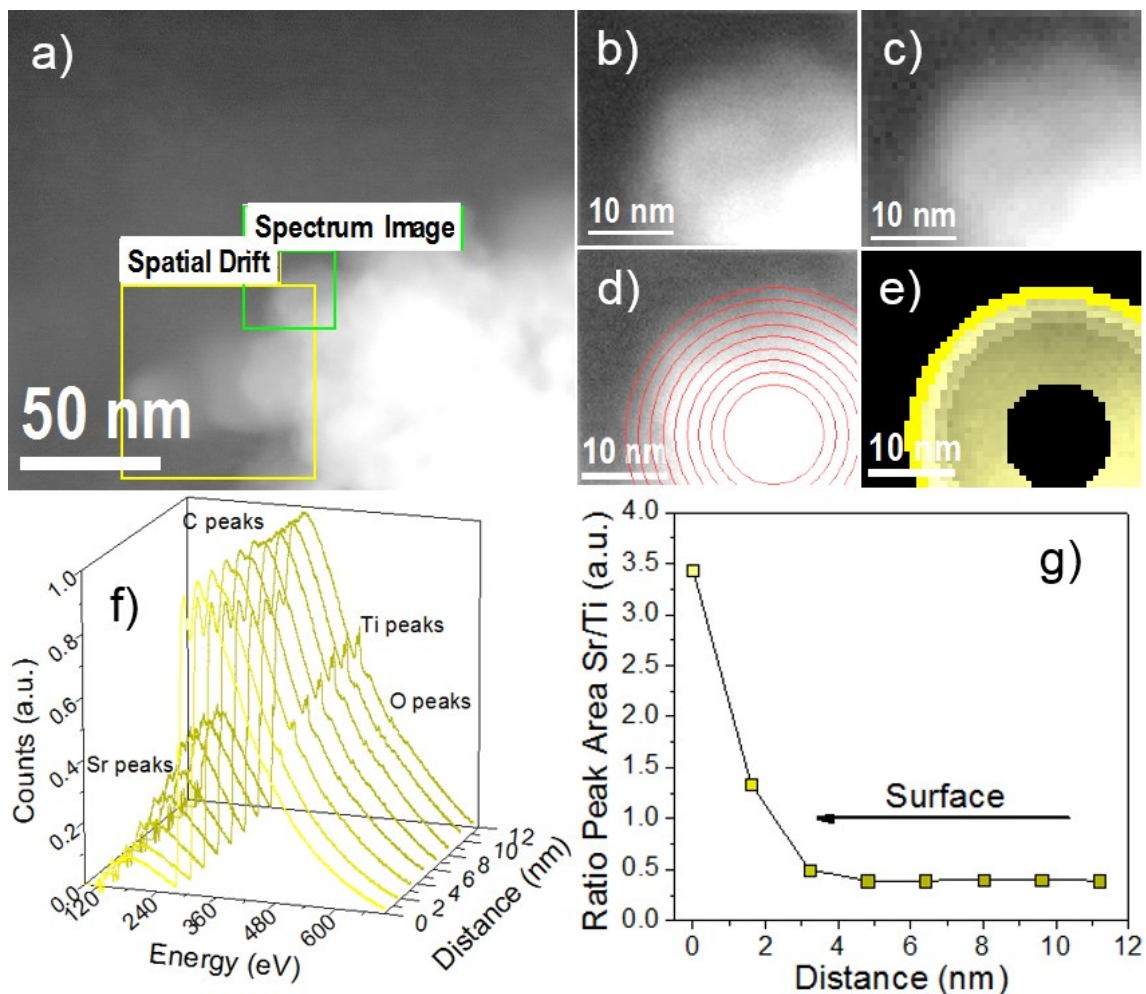 a)
Spectrum Image
Spatial Drift
50 nm
b)
10 nm
c)
10 nm
d)
10 nm
e)
10 nm
f)
C peaks
Ti peaks
O peaks
Sr peaks
Counts (a.u.)
0.0
0.2
0.4
0.6
0.8
1.0
120
240
360
480
600
Energy (eV)
0
2
4
6
8
10
12
Distance (nm)
g)
Ratio Peak Area Sr/Ti (a.u.)
4.0
3.5
3.0
2.5
2.0
1.5
1.0
0.5
0.0
Surface
0
2
4
6
8
10
12
Distance (nm)